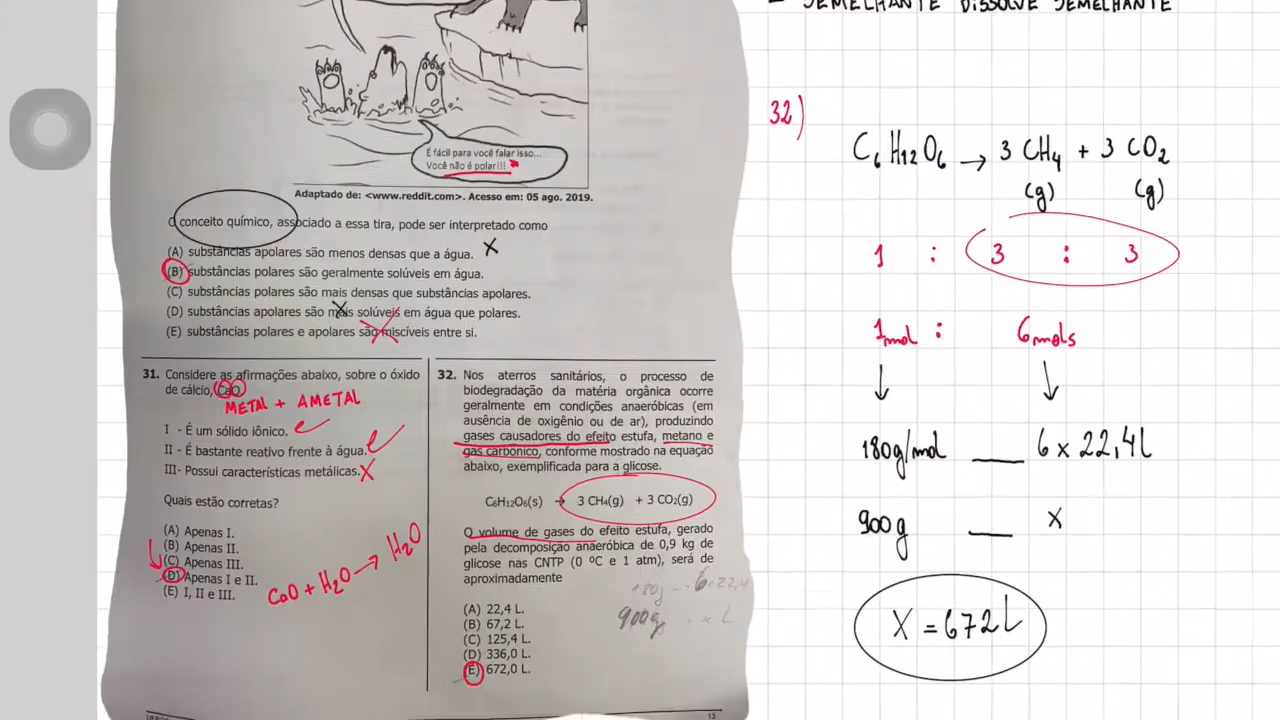 - SEMELHANTE DISSOLVE SEMELHANTE
É fácil para você falar isso...
Você não é polar!!!
Adaptado de: <www.reddit.com>. Acesso em: 05 ago. 2019.
O conceito químico, associado a essa tira, pode ser interpretado como
(A) substâncias apolares são menos densas que a água. X
(B) substâncias polares são geralmente solúveis em água.
(C) substâncias polares são mais densas que substâncias apolares.
(D) substâncias apolares são mais solúveis em água que polares.
(E) substâncias polares e apolares são miscíveis entre si.
31. Considere as afirmações abaixo, sobre o óxido
de cálcio, CaO
METAL + AMETAL
I - É um sólido iônico.
II - É bastante reativo frente à água.
III- Possui características metálicas. X
Quais estão corretas?
(A) Apenas I.
(B) Apenas II.
(C) Apenas III.
(D) Apenas I e II.
(E) I, II e III.
CaO + H2O → H2O
32. Nos aterros sanitários, o processo de
biodegradação da matéria orgânica ocorre
geralmente em condições anaeróbicas (em
ausência de oxigênio ou de ar), produzindo
gases causadores do efeito estufa, metano e
gás carbônico, conforme mostrado na equação
abaixo, exemplificada para a glicose.
C6H12O6(s) → 3 CH4(g) + 3 CO2(g)
O volume de gases do efeito estufa, gerado
pela decomposição anaeróbica de 0,9 kg de
glicose nas CNTP (0 ºC e 1 atm), será de
aproximadamente
180g -- 6x22,4
900g . x L
(A) 22,4 L.
(B) 67,2 L.
(C) 125,4 L.
(D) 336,0 L.
(E) 672,0 L.
13
32)
C6H12O6 → 3 CH4 + 3 CO2
(g) (g)
1 : 3 : 3
1mol : 6mols
180g/mol ___ 6 x 22,4L
900g ___ X
X = 672L